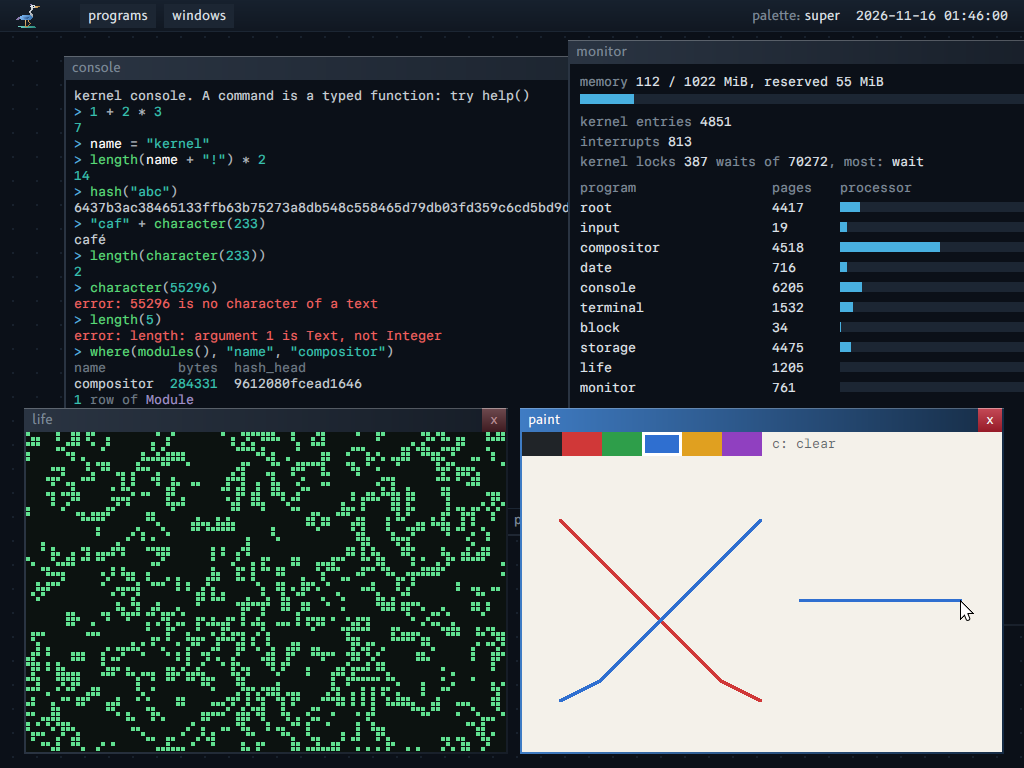 programs windows palette: super 2026-11-16 01:46:00
console
kernel console. A command is a typed function: try help()
> 1 + 2 * 3
7
> name = "kernel"
> length(name + "!") * 2
14
> hash("abc")
6437b3ac38465133ffb63b75273a8db548c558465d79db03fd359c6cd5bd9d
> "caf" + character(233)
café
> length(character(233))
2
> character(55296)
error: 55296 is no character of a text
> length(5)
error: length: argument 1 is Text, not Integer
> where(modules(), "name", "compositor")
name bytes hash_head
compositor 284331 9612080fcead1646
1 row of Module
monitor
memory 112 / 1022 MiB, reserved 55 MiB
kernel entries 4851
interrupts 813
kernel locks 387 waits of 70272, most: wait
program pages processor
root 4417
input 19
compositor 4518
date 716
console 6205
terminal 1532
block 34
storage 4475
life 1205
monitor 761
life x
paint x
c: clear